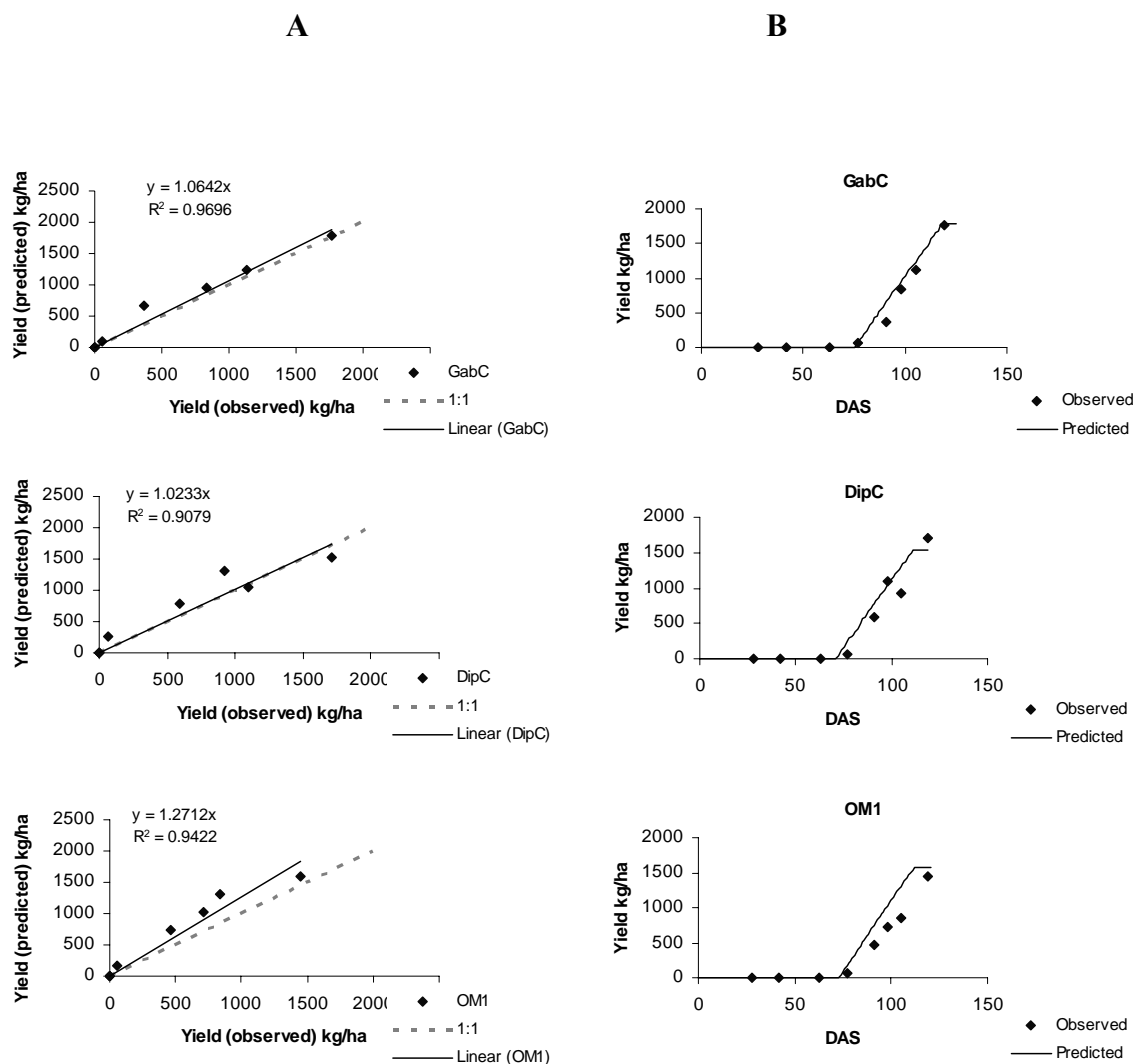 A
B
y = 1.0642x
R² = 0.9696
2500
2000
1500
1000
500
0
0 500 1000 1500 2000
Yield (predicted) kg/ha
Yield (observed) kg/ha
GabC
1:1
Linear (GabC)
GabC
2000
1500
1000
500
0
0 50 100 150
Yield kg/ha
DAS
Observed
Predicted
y = 1.0233x
R² = 0.9079
2500
2000
1500
1000
500
0
0 500 1000 1500 2000
Yield (predicted) kg/ha
Yield (observed) kg/ha
DipC
1:1
Linear (DipC)
DipC
2000
1500
1000
500
0
0 50 100 150
Yield kg/ha
DAS
Observed
Predicted
y = 1.2712x
R² = 0.9422
2500
2000
1500
1000
500
0
0 500 1000 1500 2000
Yield (predicted) kg/ha
Yield (observed) kg/ha
OM1
1:1
Linear (OM1)
OM1
2000
1500
1000
500
0
0 50 100 150
Yield kg/ha
DAS
Observed
Predicted